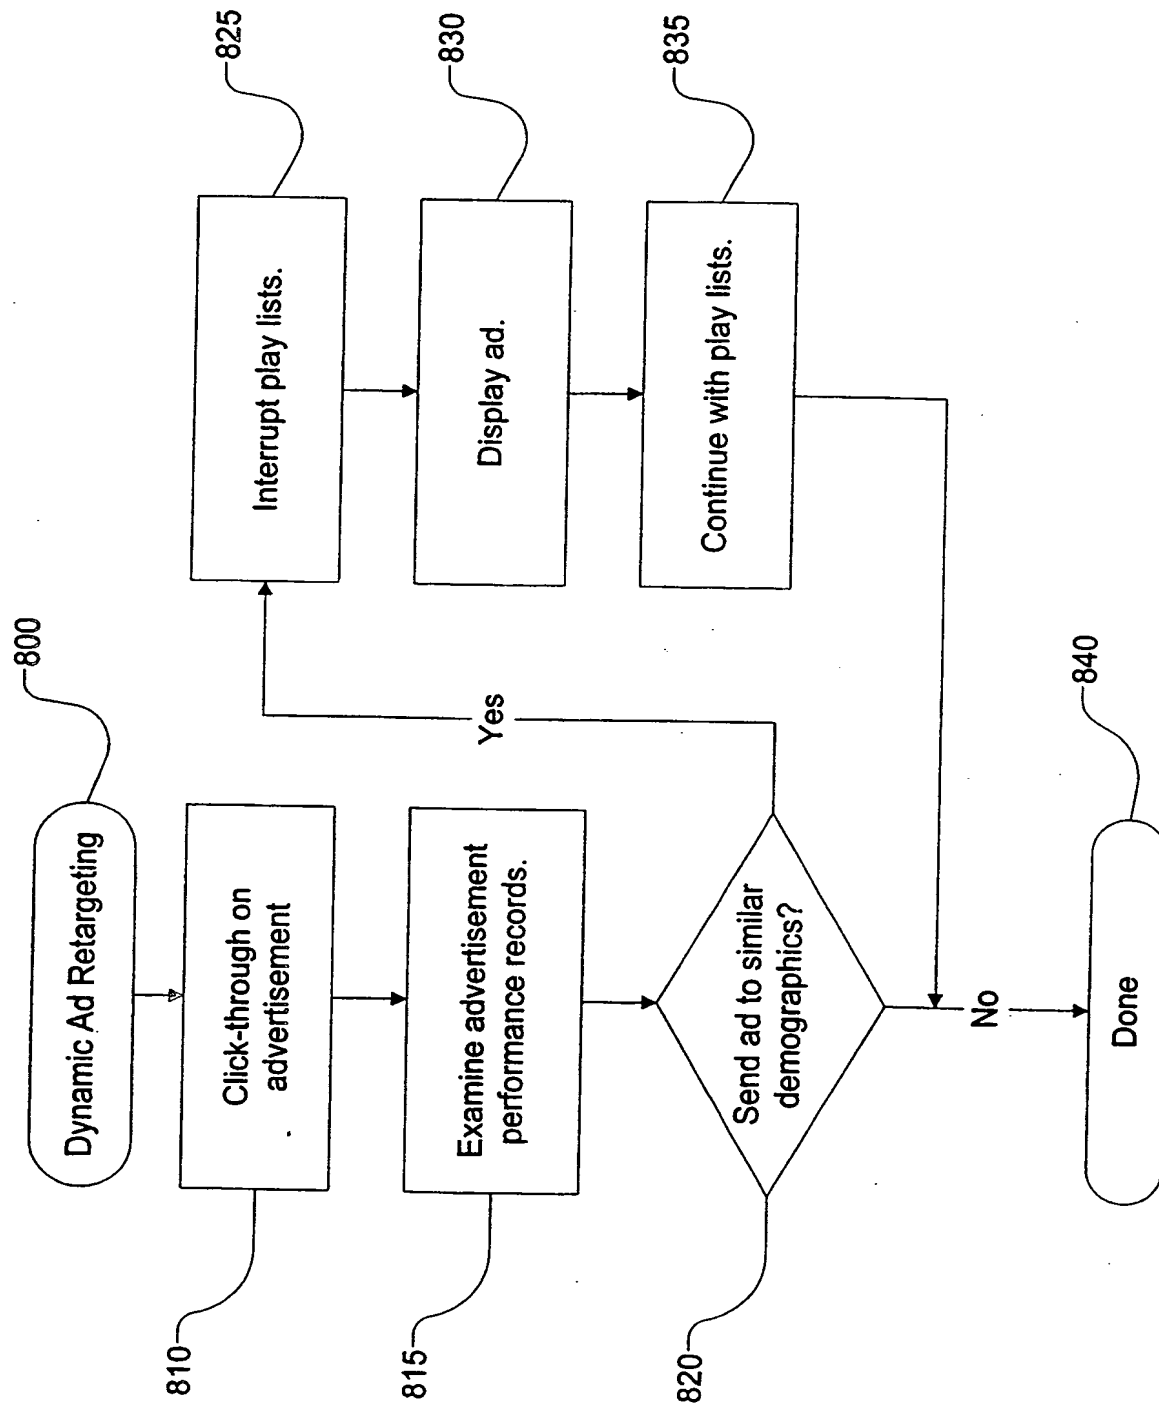 Dynamic Ad Retargeting
800
Click-through on
advertisement
810
Examine advertisement
performance records.
815
Send ad to similar
demographics?
820
Yes
Interrupt play lists.
825
Display ad.
830
Continue with play lists.
835
No
Done
840